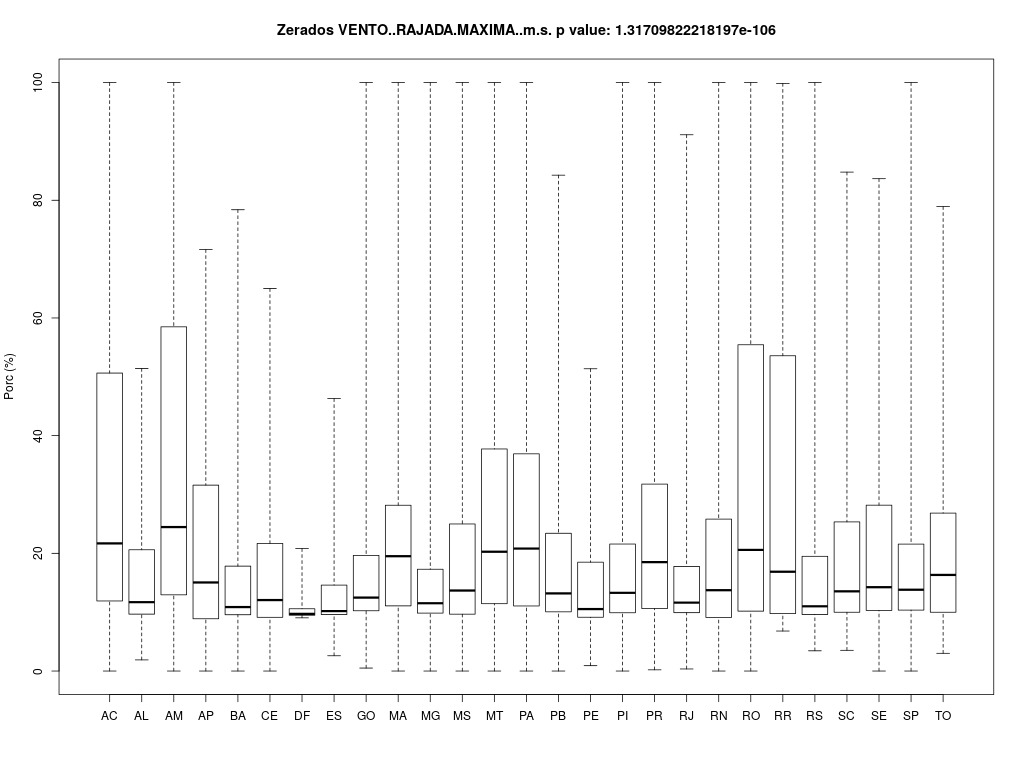 Zerados VENTO..RAJADA.MAXIMA..m.s. p value: 1.31709822218197e-106
Porc (%)
100
80
60
40
20
0
AC AL AM AP BA CE DF ES GO MA MG MS MT PA PB PE PI PR RJ RN RO RR RS SC SE SP TO